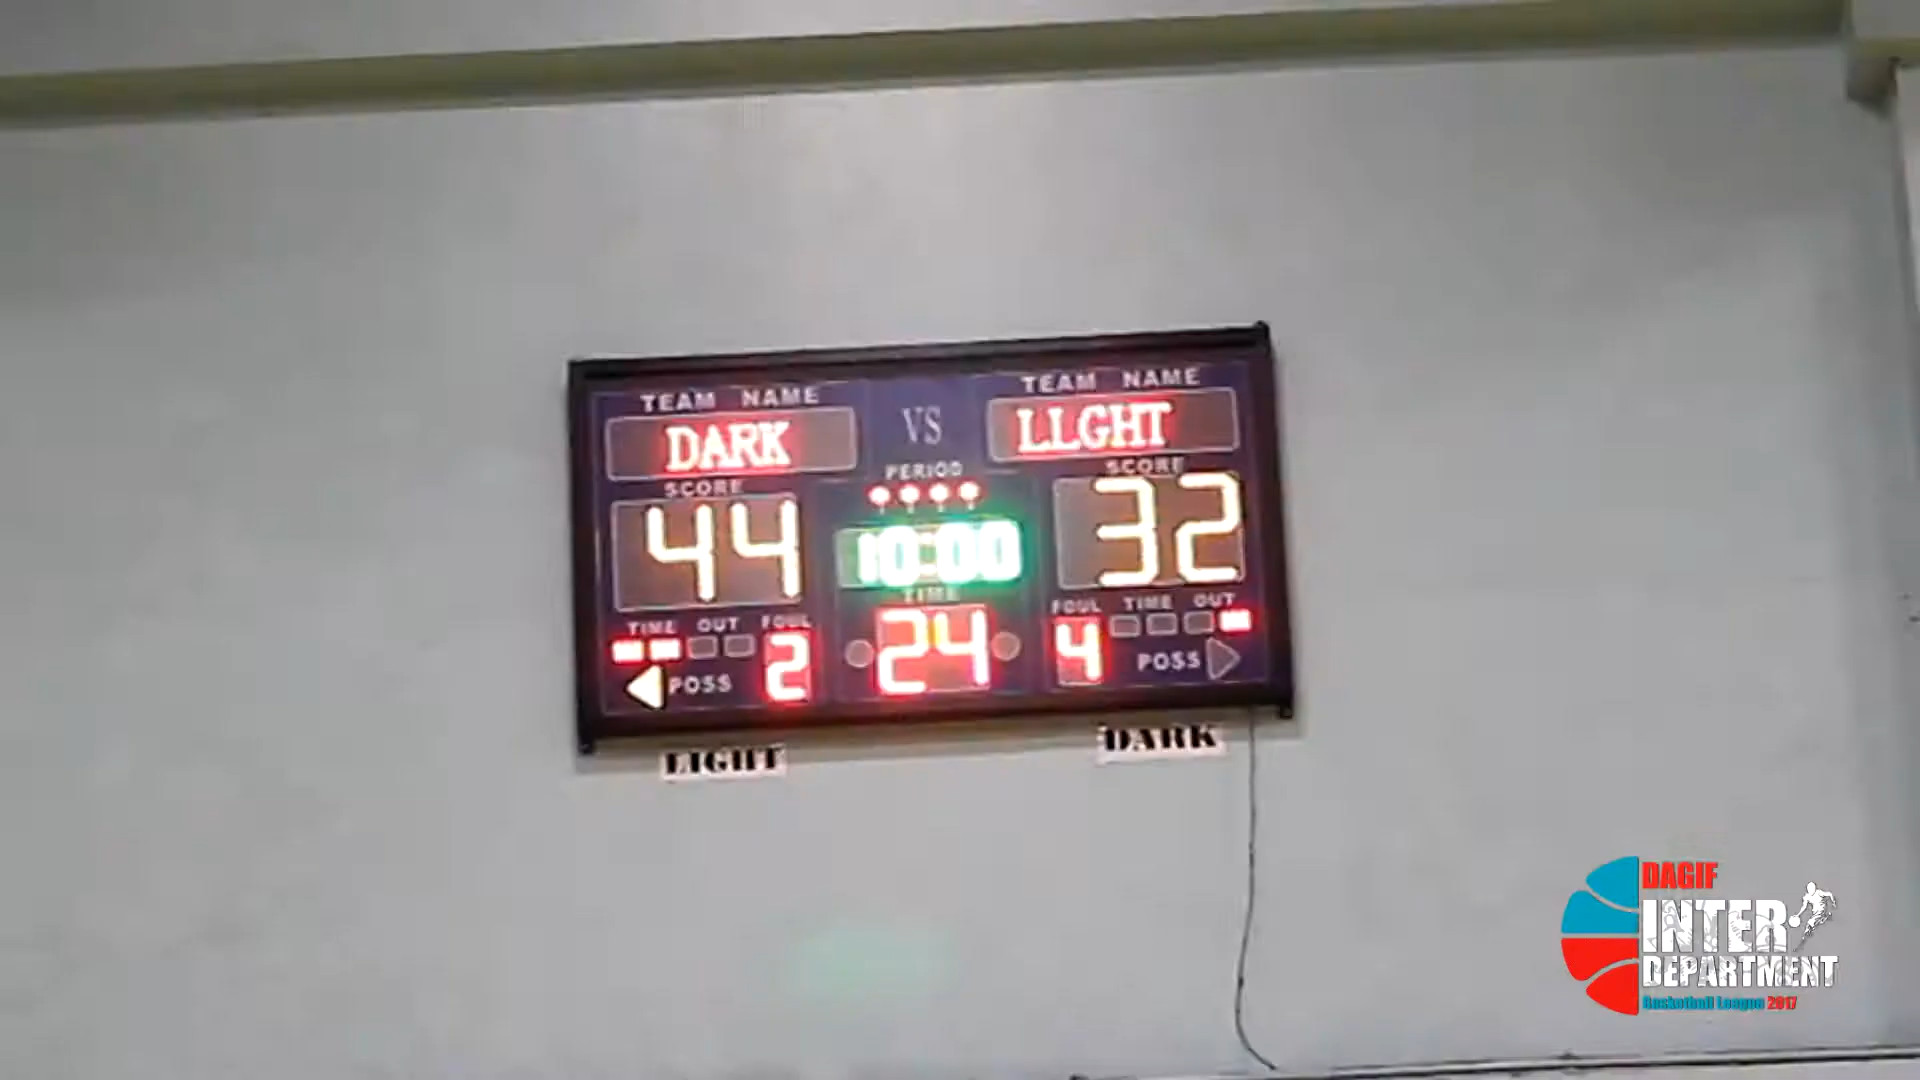 TEAM NAME
DARK
VS
TEAM NAME
LLGHT
SCORE
44
PERIOD
10:00
TIME
24
SCORE
32
TIME OUT FOUL
2
POSS
FOUL TIME OUT
4
POSS
LIGHT
DARK
DAGIF
INTER
DEPARTMENT
Basketball League 2017